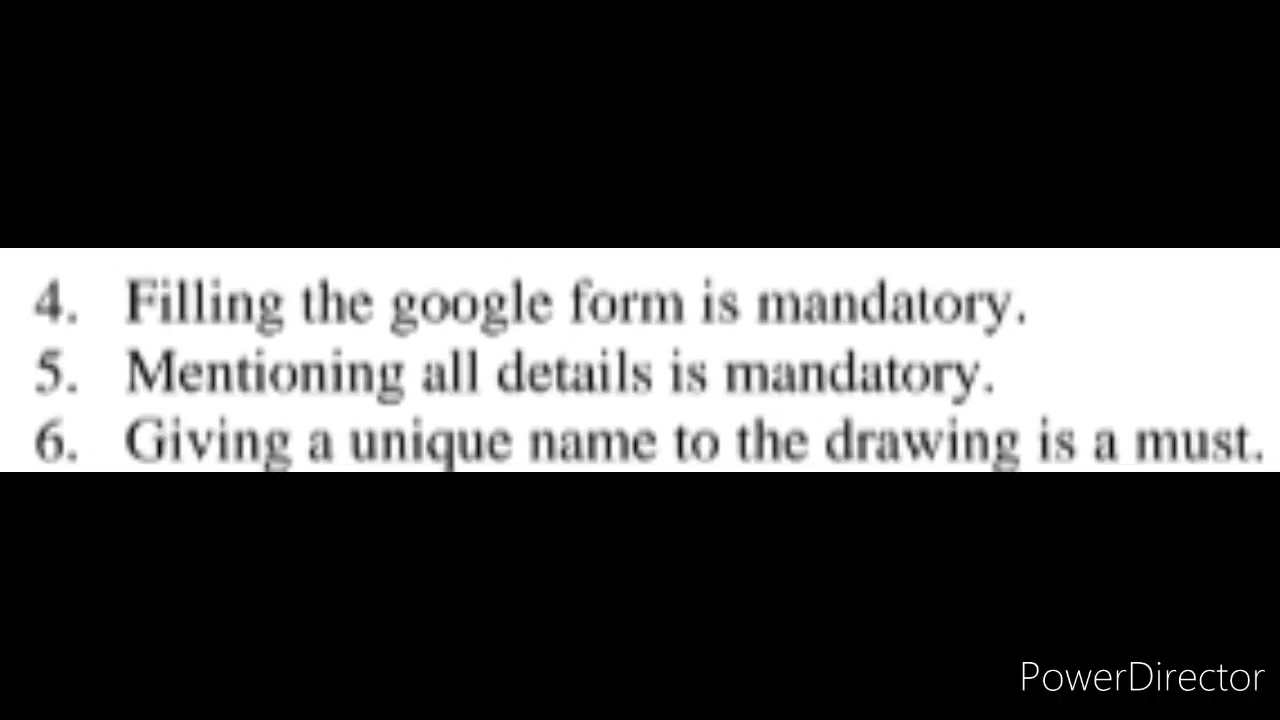 4. Filling the google form is mandatory.
5. Mentioning all details is mandatory.
6. Giving a unique name to the drawing is a must.
PowerDirector